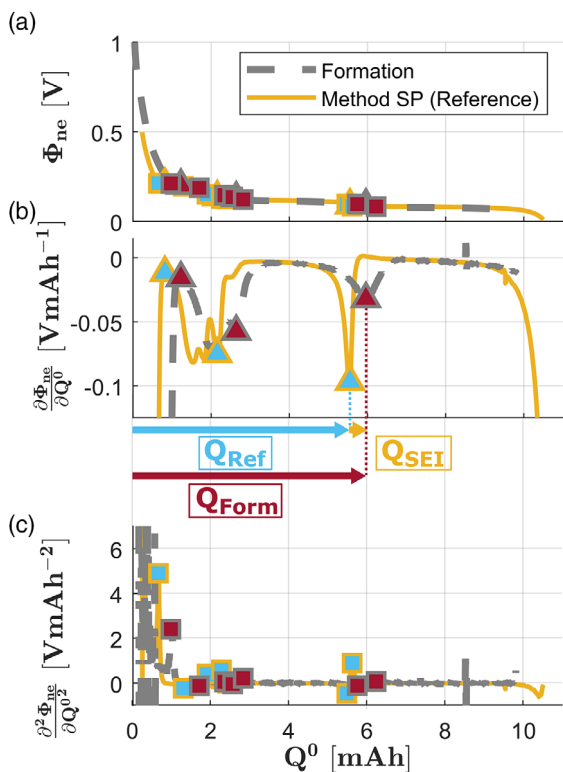 (a)
1
0.5
0
Φne [V]
Formation
Method SP (Reference)
(b)
0
-0.05
-0.1
∂Φne/∂Q⁰ [VmAh⁻¹]
QRef
QSEI
QForm
(c)
6
4
2
0
∂²Φne/∂Q⁰² [VmAh⁻²]
0 2 4 6 8 10
Q⁰ [mAh]